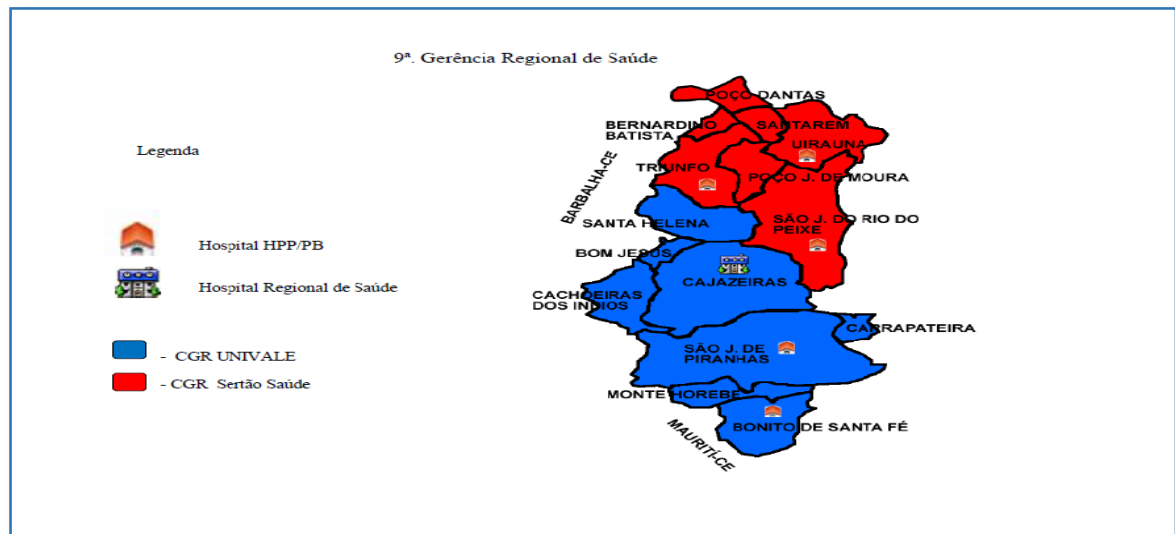 9ª. Gerência Regional de Saúde
POÇO DANTAS
BERNARDINO
BATISTA
SANTAREM
UIRAUNA
Legenda
TRIUNFO
POÇO J. DE MOURA
BARBALHA-CE
SANTA HELENA
SÃO J. DO RIO DO
PEIXE
Hospital HPP/PB
BOM JESUS
Hospital Regional de Saúde
CAJAZEIRAS
CACHOEIRAS
DOS INDIOS
CARRAPATEIRA
- CGR UNIVALE
SÃO J. DE
PIRANHAS
- CGR Sertão Saúde
MONTE HOREBE
BONITO DE SANTA FÉ
MAURITÍ-CE